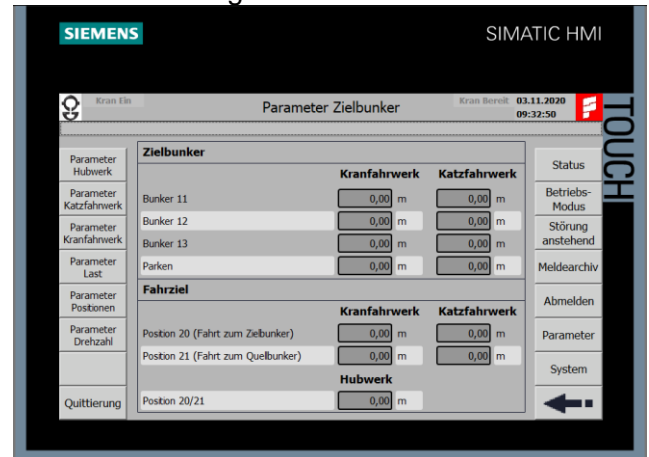 SIEMENS
SIMATIC HMI
TOUCH
Kran Ein
Parameter Zielbunker
Kran Bereit
03.11.2020
09:32:50
Parameter
Hubwerk
Parameter
Katzfahrwerk
Parameter
Kranfahrwerk
Parameter
Last
Parameter
Positionen
Parameter
Drehzahl
Quittierung
Zielbunker
Kranfahrwerk Katzfahrwerk
Bunker 11 0,00 m 0,00 m
Bunker 12 0,00 m 0,00 m
Bunker 13 0,00 m 0,00 m
Parken 0,00 m 0,00 m
Fahrziel
Kranfahrwerk Katzfahrwerk
Position 20 (Fahrt zum Zielbunker) 0,00 m 0,00 m
Position 21 (Fahrt zum Quelbunker) 0,00 m 0,00 m
Hubwerk
Position 20/21 0,00 m
Status
Betriebs-
Modus
Störung
anstehend
Meldearchiv
Abmelden
Parameter
System